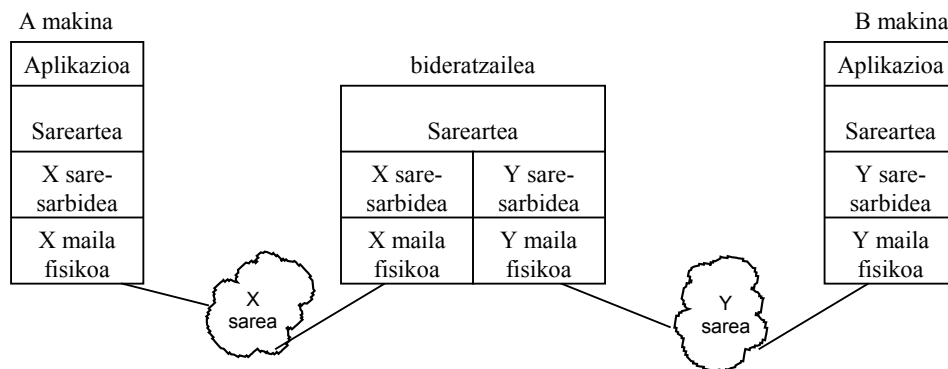 A makina
Aplikazioa
Sareartea
X sare-
sarbidea
X maila
fisikoa
X
sarea
bideratzailea
Sareartea
X sare-
sarbidea
Y sare-
sarbidea
X maila
fisikoa
Y maila
fisikoa
Y
sarea
B makina
Aplikazioa
Sareartea
Y sare-
sarbidea
Y maila
fisikoa